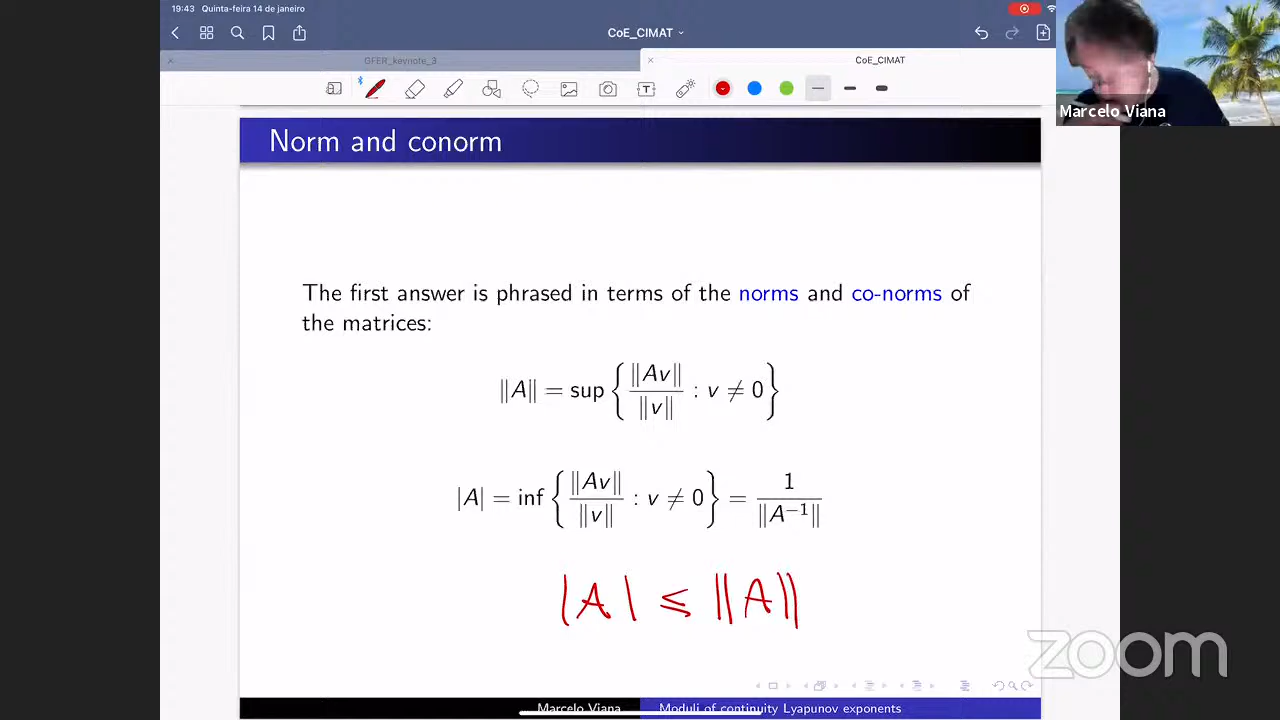 19:43 Quinta-feira 14 de janeiro
CoE_CIMAT
GFER_keynote_3
CoE_CIMAT
Marcelo Viana
Norm and conorm
The first answer is phrased in terms of the norms and co-norms of
the matrices:
‖A‖ = sup { ‖Av‖ / ‖v‖ : v ≠ 0 }
|A| = inf { ‖Av‖ / ‖v‖ : v ≠ 0 } = 1 / ‖A⁻¹‖
|A| ≤ ‖A‖
zoom
Marcelo Viana Moduli of continuity Lyapunov exponents